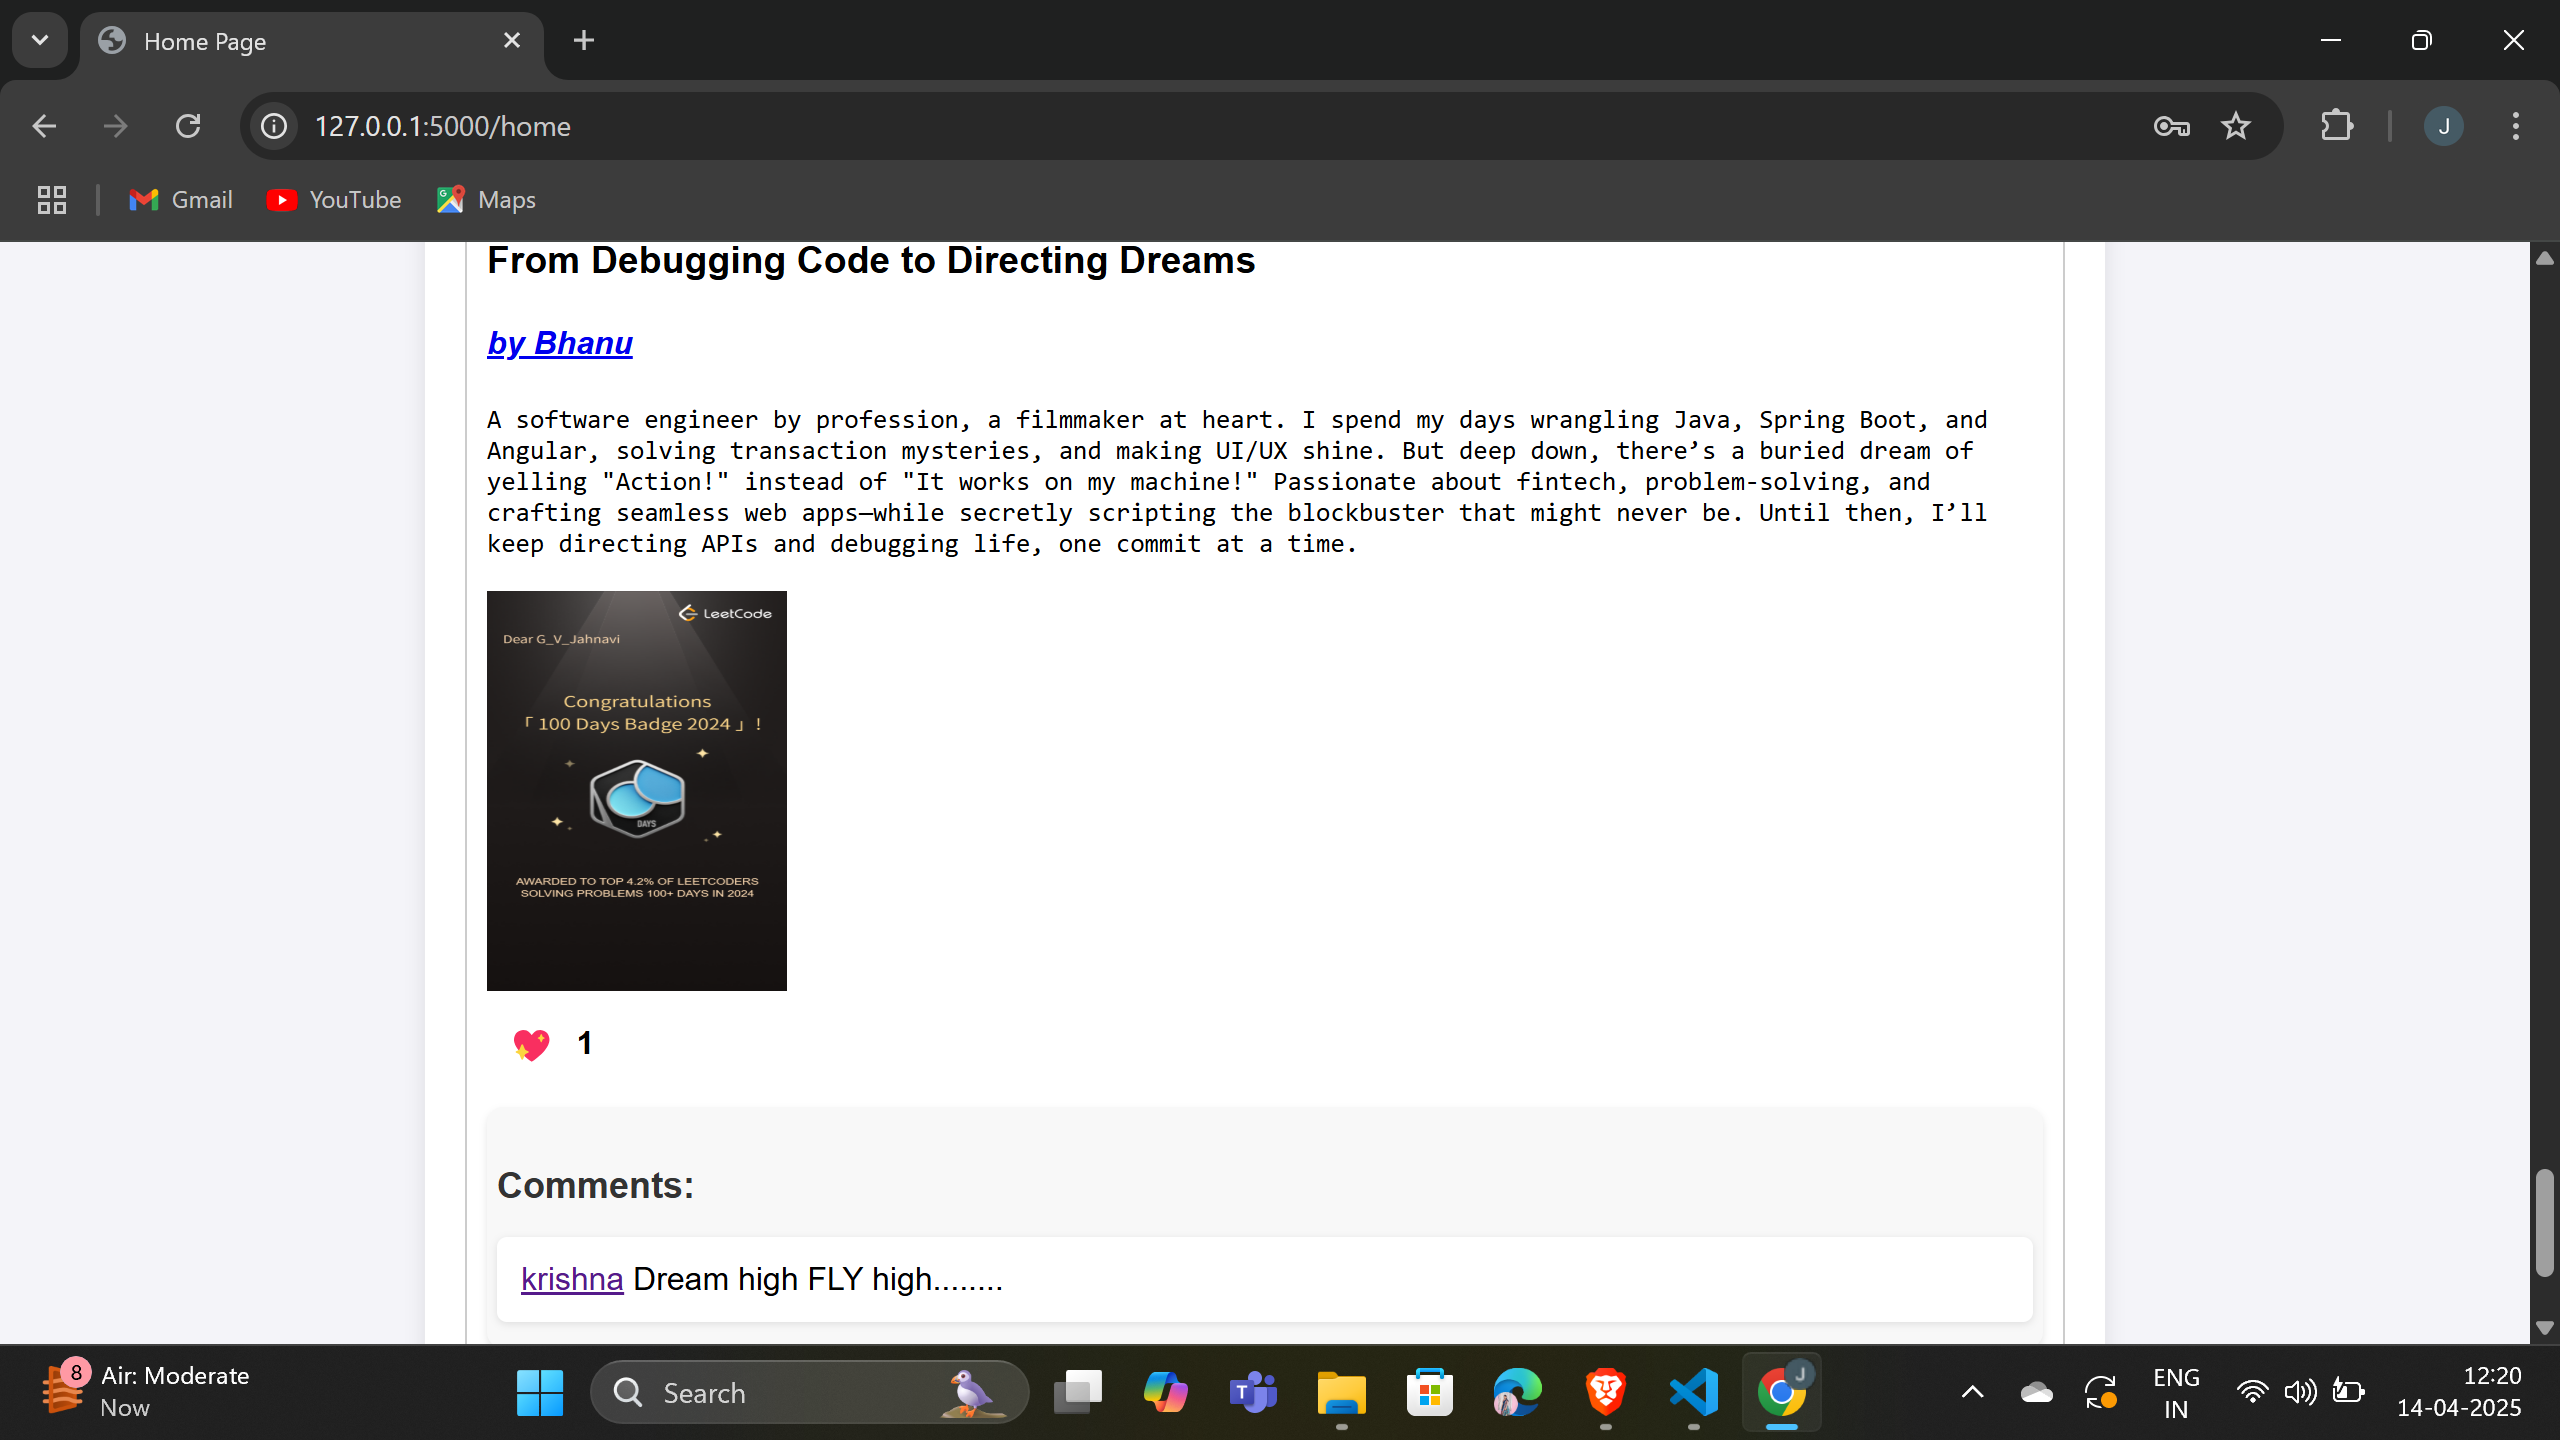 Home Page
127.0.0.1:5000/home
J
Gmail
YouTube
Maps
From Debugging Code to Directing Dreams
by Bhanu
A software engineer by profession, a filmmaker at heart. I spend my days wrangling Java, Spring Boot, and
Angular, solving transaction mysteries, and making UI/UX shine. But deep down, there’s a buried dream of
yelling "Action!" instead of "It works on my machine!" Passionate about fintech, problem-solving, and
crafting seamless web apps—while secretly scripting the blockbuster that might never be. Until then, I’ll
keep directing APIs and debugging life, one commit at a time.
LeetCode
Dear G_V_Jahnavi
Congratulations
「 100 Days Badge 2024 」 !
DAYS
AWARDED TO TOP 4.2% OF LEETCODERS
SOLVING PROBLEMS 100+ DAYS IN 2024
1
Comments:
krishna Dream high FLY high........
8
Air: Moderate
Now
Search
T
J
ENG
IN
12:20
14-04-2025